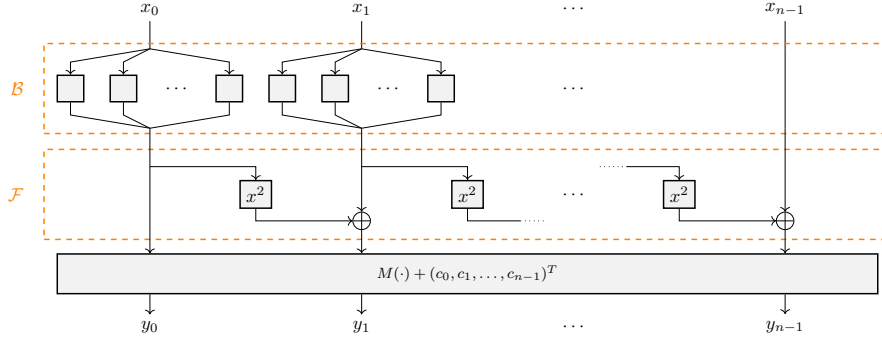 x_0 x_1 ⋯ x_{n−1}
ℬ ⋯ ⋯ ⋯
ℱ x^2 x^2 ⋯ x^2
M(·) + (c_0, c_1, …, c_{n−1})^T
y_0 y_1 ⋯ y_{n−1}